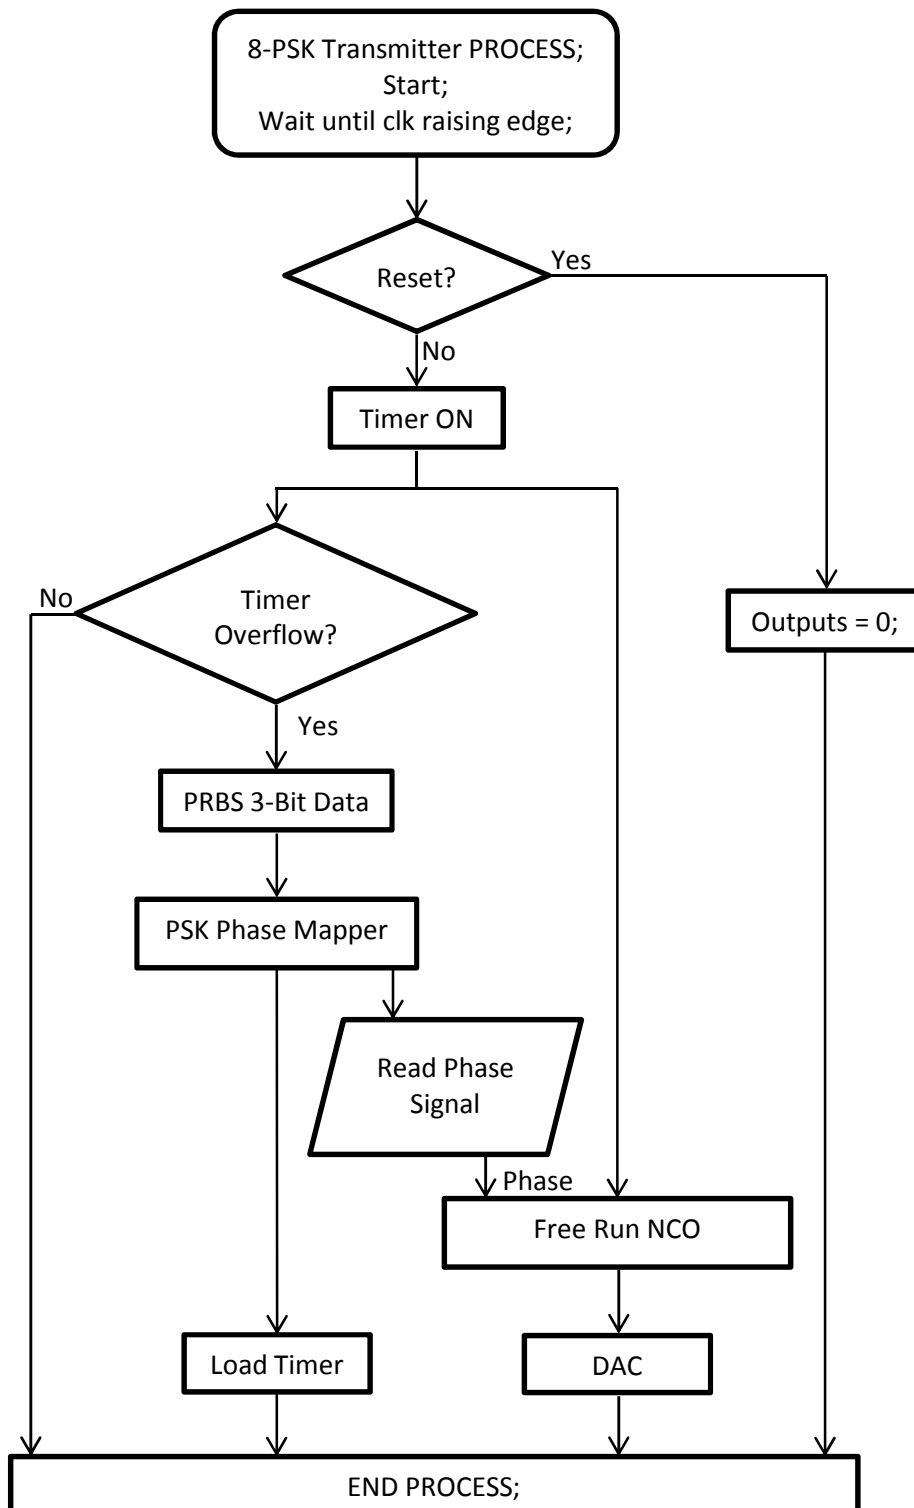 8-PSK Transmitter PROCESS;
Start;
Wait until clk raising edge;
Reset?
Yes
No
Timer ON
No
Timer
Overflow?
Outputs = 0;
Yes
PRBS 3-Bit Data
PSK Phase Mapper
Read Phase
Signal
Phase
Free Run NCO
Load Timer
DAC
END PROCESS;